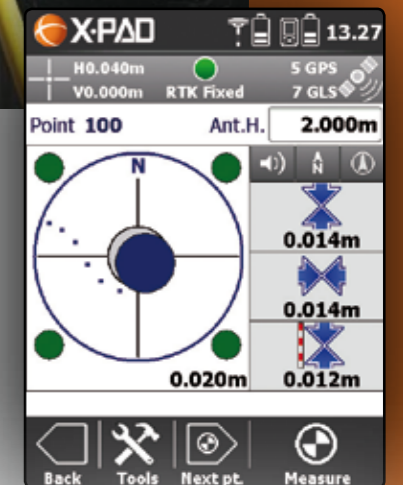 X-PAD 13.27
H0.040m 5 GPS
V0.000m RTK Fixed 7 GLS
Point 100 Ant.H. 2.000m
N N
0.014m
0.014m
0.020m 0.012m
Back Tools Next pt. Measure